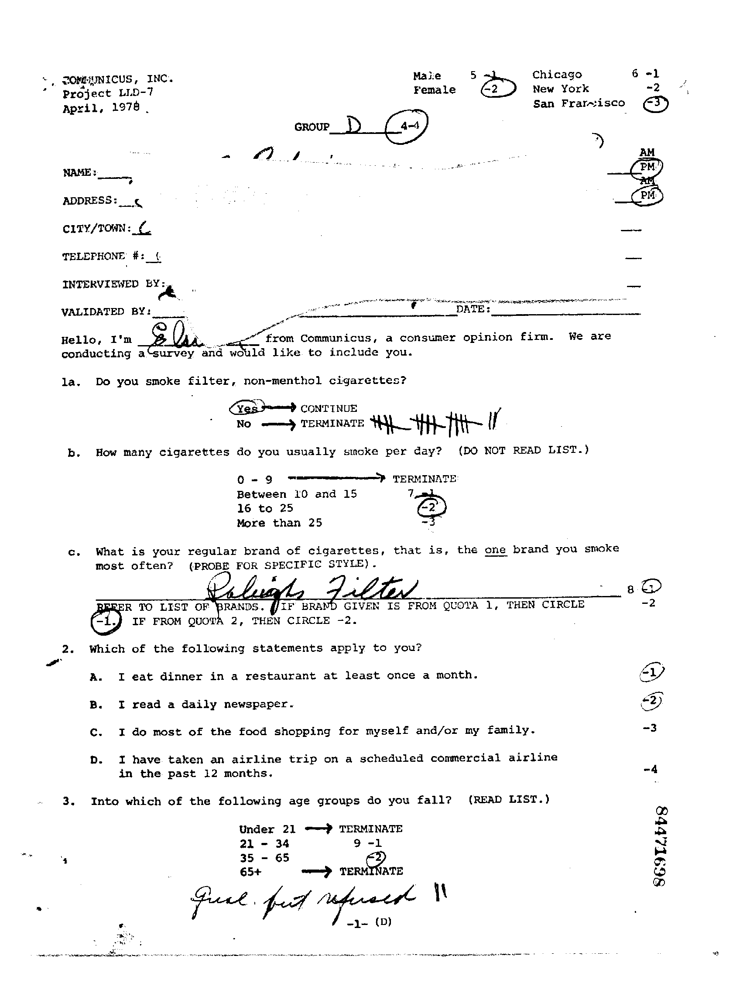 COMMUNICUS, INC. Male 5 -1 Chicago 6 -1
Project LLD-7 Female -2 New York -2
April, 1978 San Francisco -3
GROUP D 4-4
AM
NAME: PM
AM
ADDRESS: PM
CITY/TOWN:
TELEPHONE #:
INTERVIEWED BY:
VALIDATED BY: DATE:
Hello, I'm from Communicus, a consumer opinion firm. We are
conducting a survey and would like to include you.
1a. Do you smoke filter, non-menthol cigarettes?
Yes → CONTINUE
No → TERMINATE
b. How many cigarettes do you usually smoke per day? (DO NOT READ LIST.)
0 - 9 → TERMINATE
Between 10 and 15 7 -1
16 to 25 -2
More than 25 -3
c. What is your regular brand of cigarettes, that is, the one brand you smoke
most often? (PROBE FOR SPECIFIC STYLE).
Raleighs Filter 8 -1
REFER TO LIST OF BRANDS. IF BRAND GIVEN IS FROM QUOTA 1, THEN CIRCLE -2
-1. IF FROM QUOTA 2, THEN CIRCLE -2.
2. Which of the following statements apply to you?
A. I eat dinner in a restaurant at least once a month. -1
B. I read a daily newspaper. -2
C. I do most of the food shopping for myself and/or my family. -3
D. I have taken an airline trip on a scheduled commercial airline
in the past 12 months. -4
3. Into which of the following age groups do you fall? (READ LIST.)
Under 21 → TERMINATE
21 - 34 9 -1
35 - 65 -2
65+ → TERMINATE
Qual. but refused ||
-1- (D)
84471698